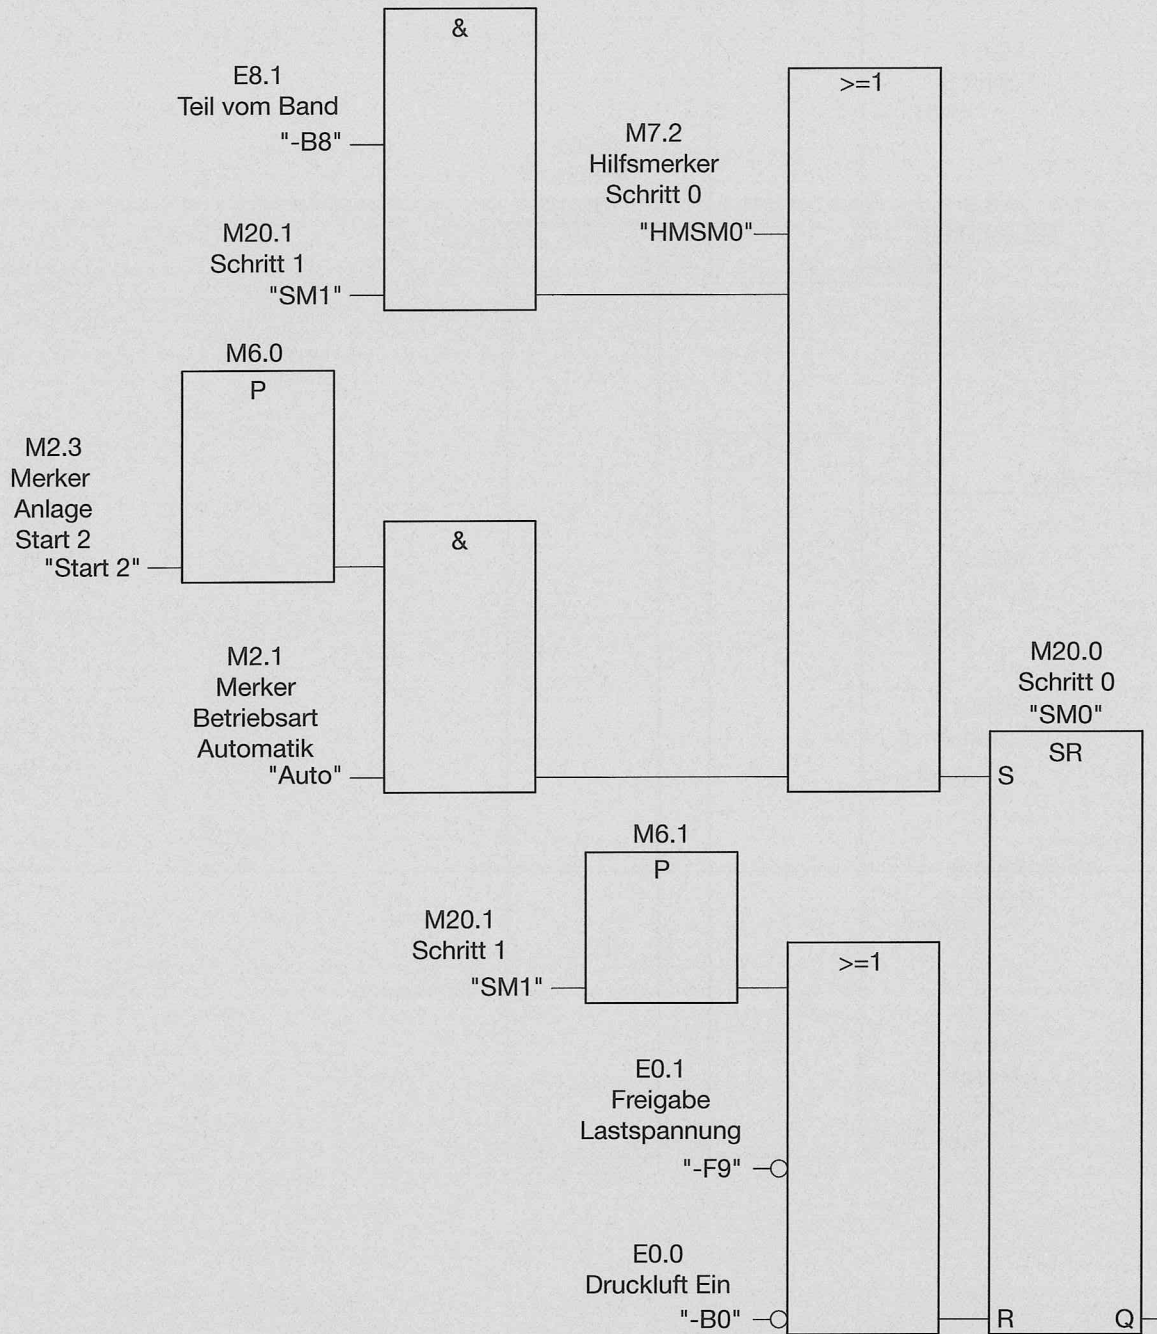 &
E8.1
Teil vom Band
"-B8"
M20.1
Schritt 1
"SM1"
>=1
M7.2
Hilfsmerker
Schritt 0
"HMSM0"
M6.0
P
M2.3
Merker
Anlage
Start 2
"Start 2"
&
M2.1
Merker
Betriebsart
Automatik
"Auto"
M20.0
Schritt 0
"SM0"
SR
S
M6.1
P
M20.1
Schritt 1
"SM1"
>=1
E0.1
Freigabe
Lastspannung
"-F9"
E0.0
Druckluft Ein
"-B0"
R
Q